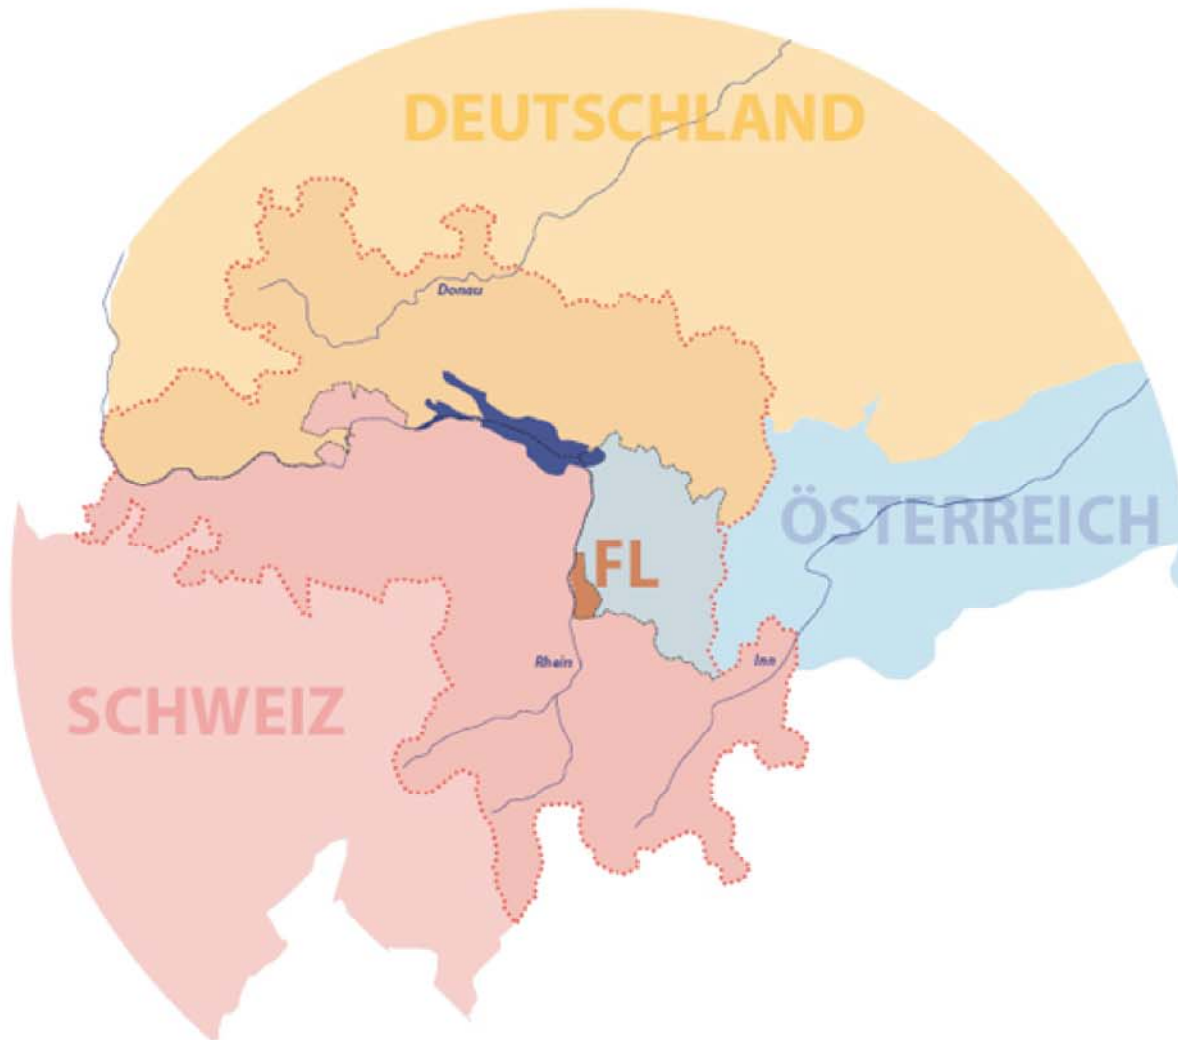 DEUTSCHLAND
Donau
ÖSTERREICH
FL
Rhein
Inn
SCHWEIZ